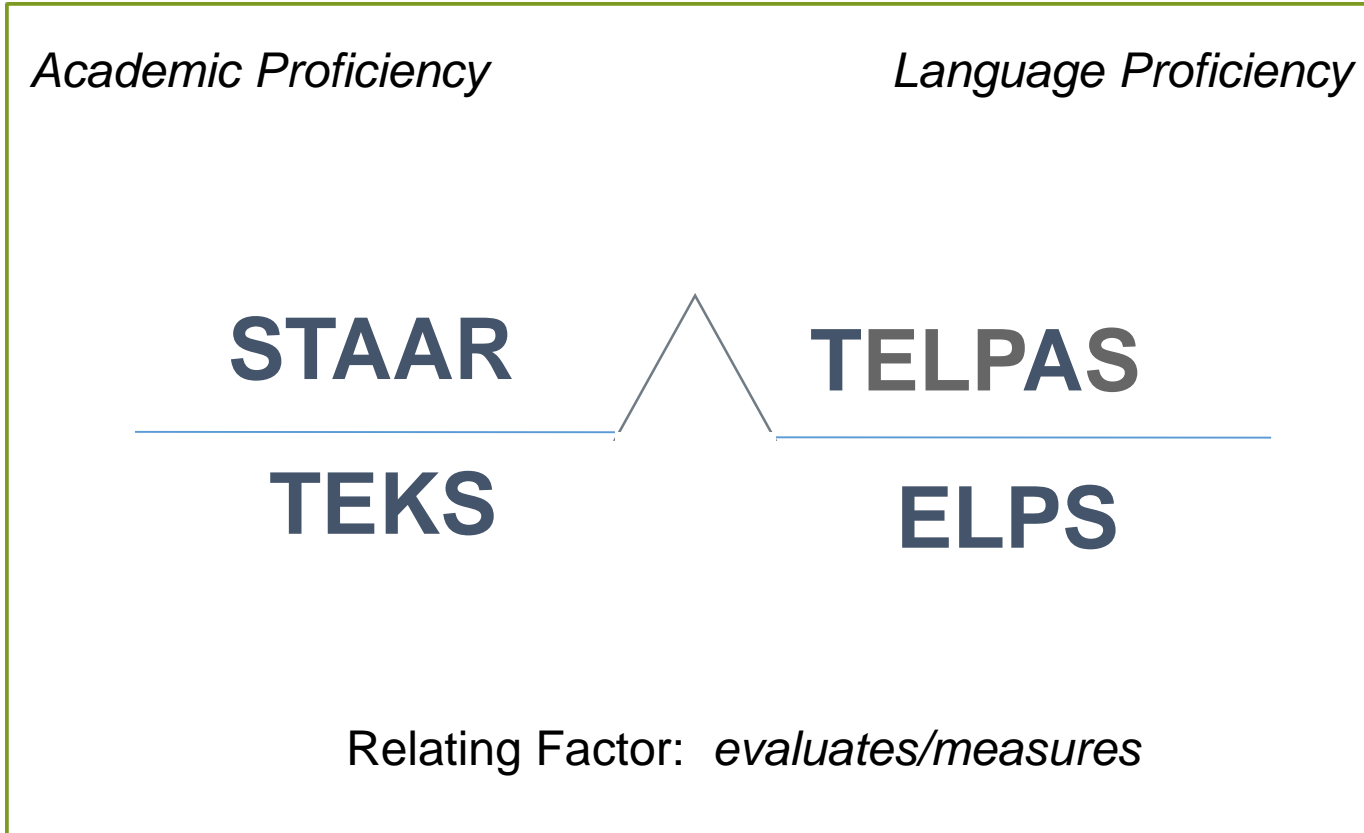 Academic Proficiency
Language Proficiency
STAAR
TELPAS
TEKS
ELPS
Relating Factor: evaluates/measures